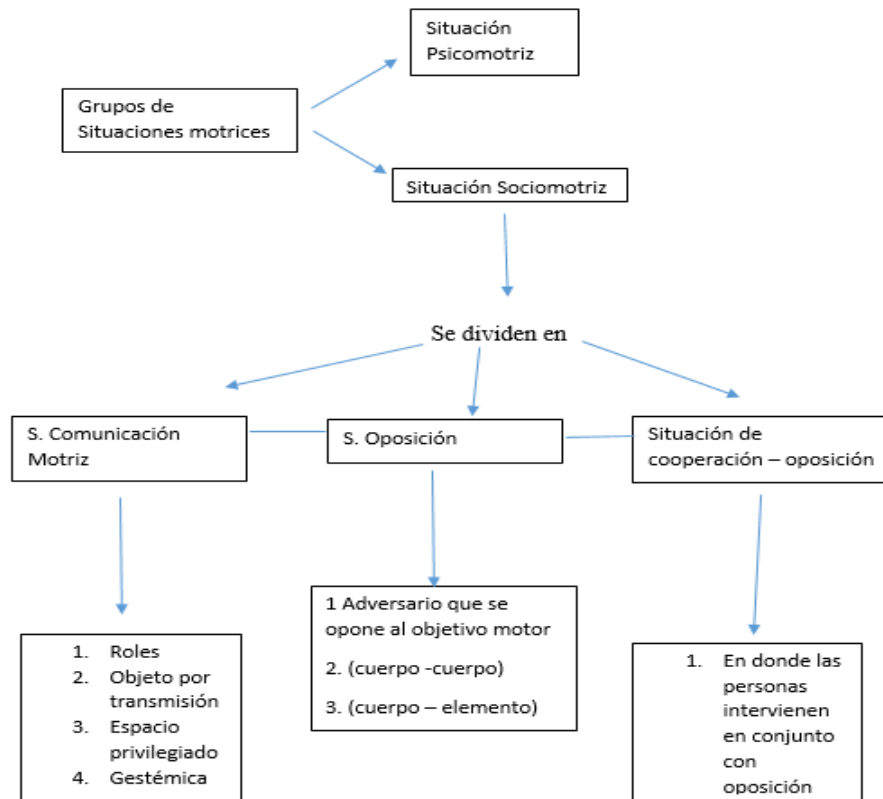 Situación
Psicomotriz
Grupos de
Situaciones motrices
Situación Sociomotriz
Se dividen en
S. Comunicación
Motriz
S. Oposición
Situación de
cooperación – oposición
1. Roles
2. Objeto por
transmisión
3. Espacio
privilegiado
4. Gestémica
1 Adversario que se
opone al objetivo motor
2. (cuerpo -cuerpo)
3. (cuerpo – elemento)
1. En donde las
personas
intervienen
en conjunto
con
oposición